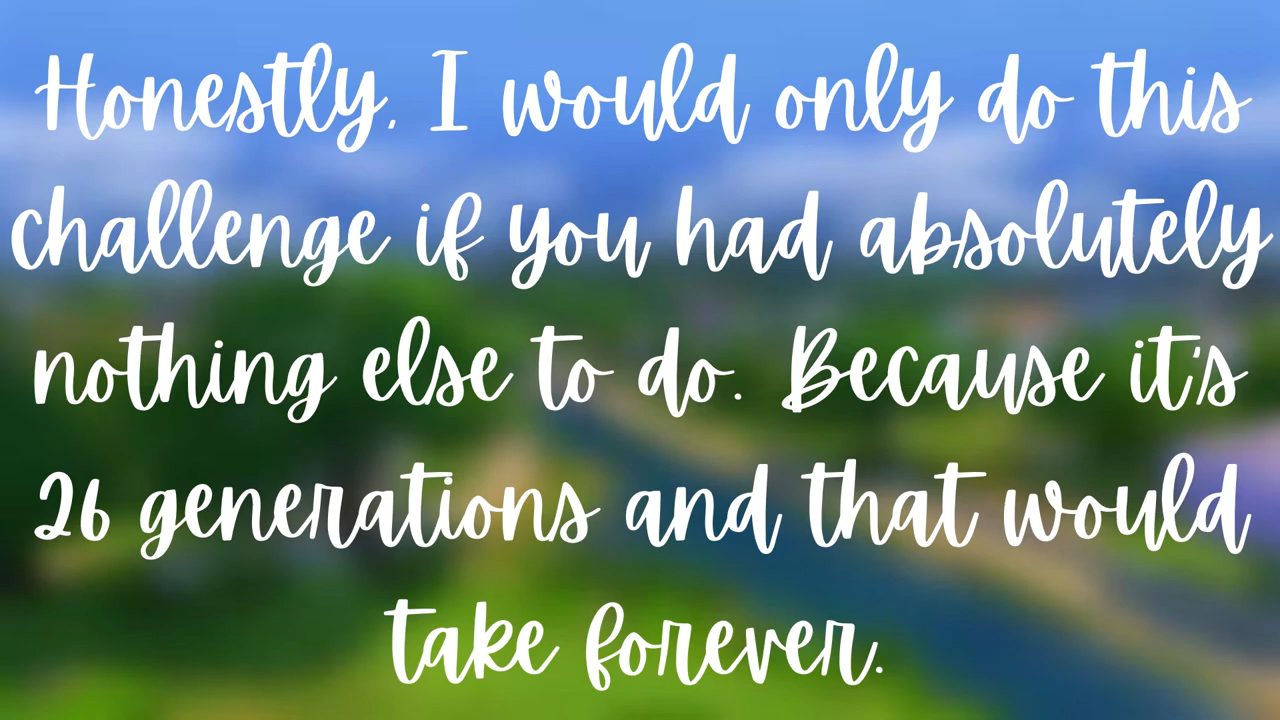 Honestly, I would only do this
challenge if you had absolutely
nothing else to do. Because it's
26 generations and that would
take forever.